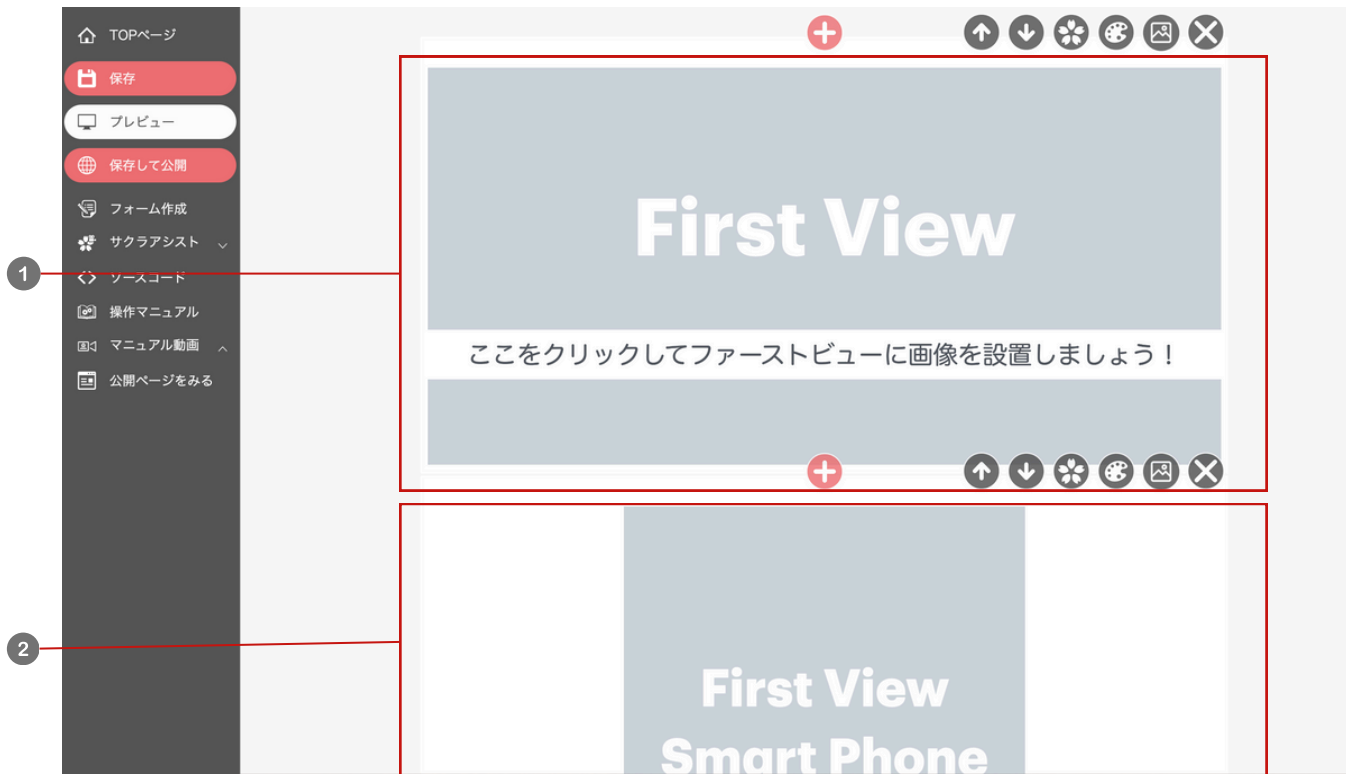 TOPページ
保存
プレビュー
保存して公開
フォーム作成
サクラアシスト
ソースコード
操作マニュアル
マニュアル動画
公開ページをみる
1
2
First View
ここをクリックしてファーストビューに画像を設置しましょう！
First View
Smart Phone